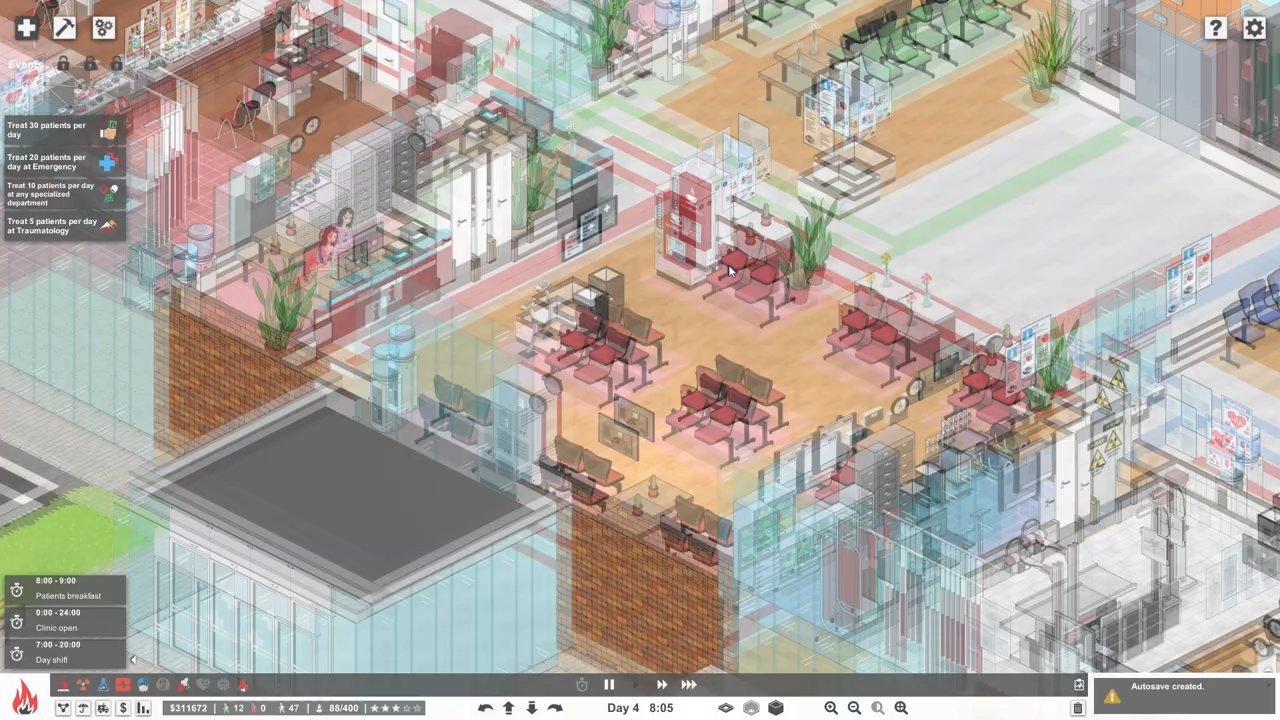 Events
Treat 30 patients per
day
Treat 20 patients per
day at Emergency
Treat 10 patients per day
at any specialized
department
Treat 5 patients per day
at Traumatology
8:00 - 9:00
Patients breakfast
0:00 - 24:00
Clinic open
7:00 - 20:00
Day shift
$311672 | 12 0 | 47 | 88/400 |
Day 4 8:05
Autosave created.